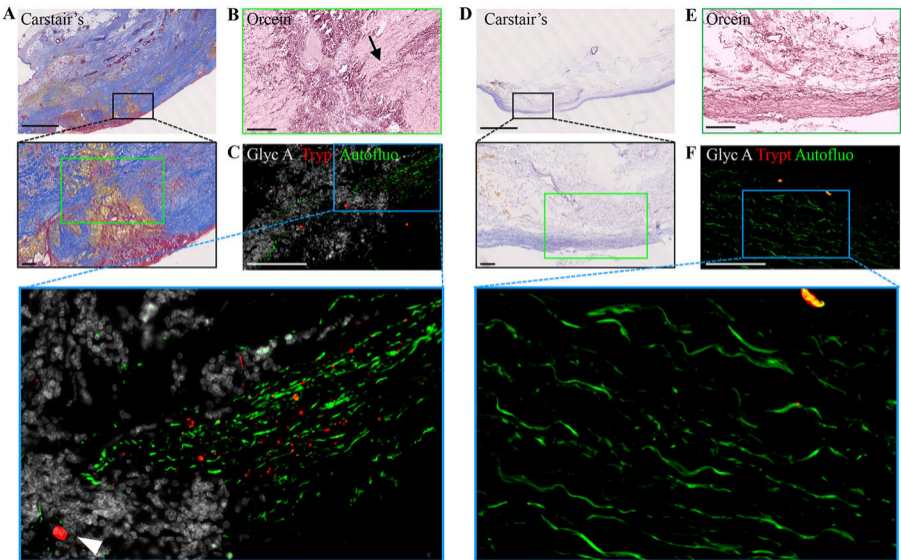 A Carstair's
B Orcein
C Glyc A Trypt Autofluo
D Carstair's
E Orcein
F Glyc A Trypt Autofluo